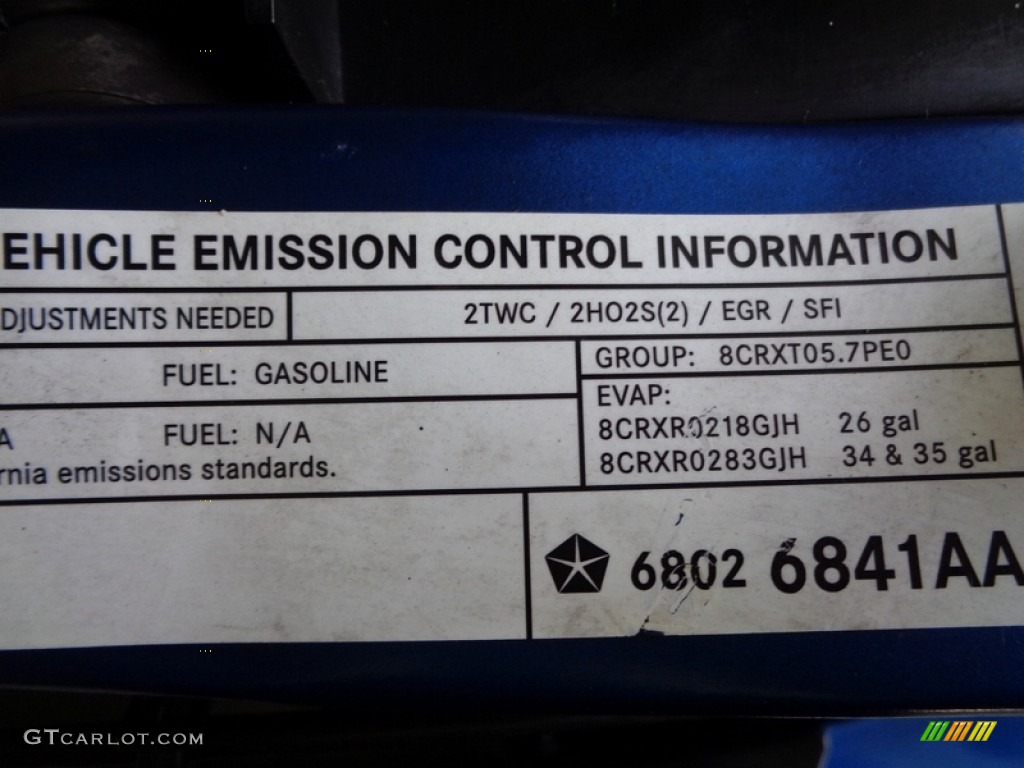 EHICLE EMISSION CONTROL INFORMATION
DJUSTMENTS NEEDED
2TWC / 2HO2S(2) / EGR / SFI
FUEL: GASOLINE
GROUP: 8CRXT05.7PE0
A FUEL: N/A
rnia emissions standards.
EVAP:
8CRXR0218GJH 26 gal
8CRXR0283GJH 34 & 35 gal
6802 6841AA
GTCARLOT.COM